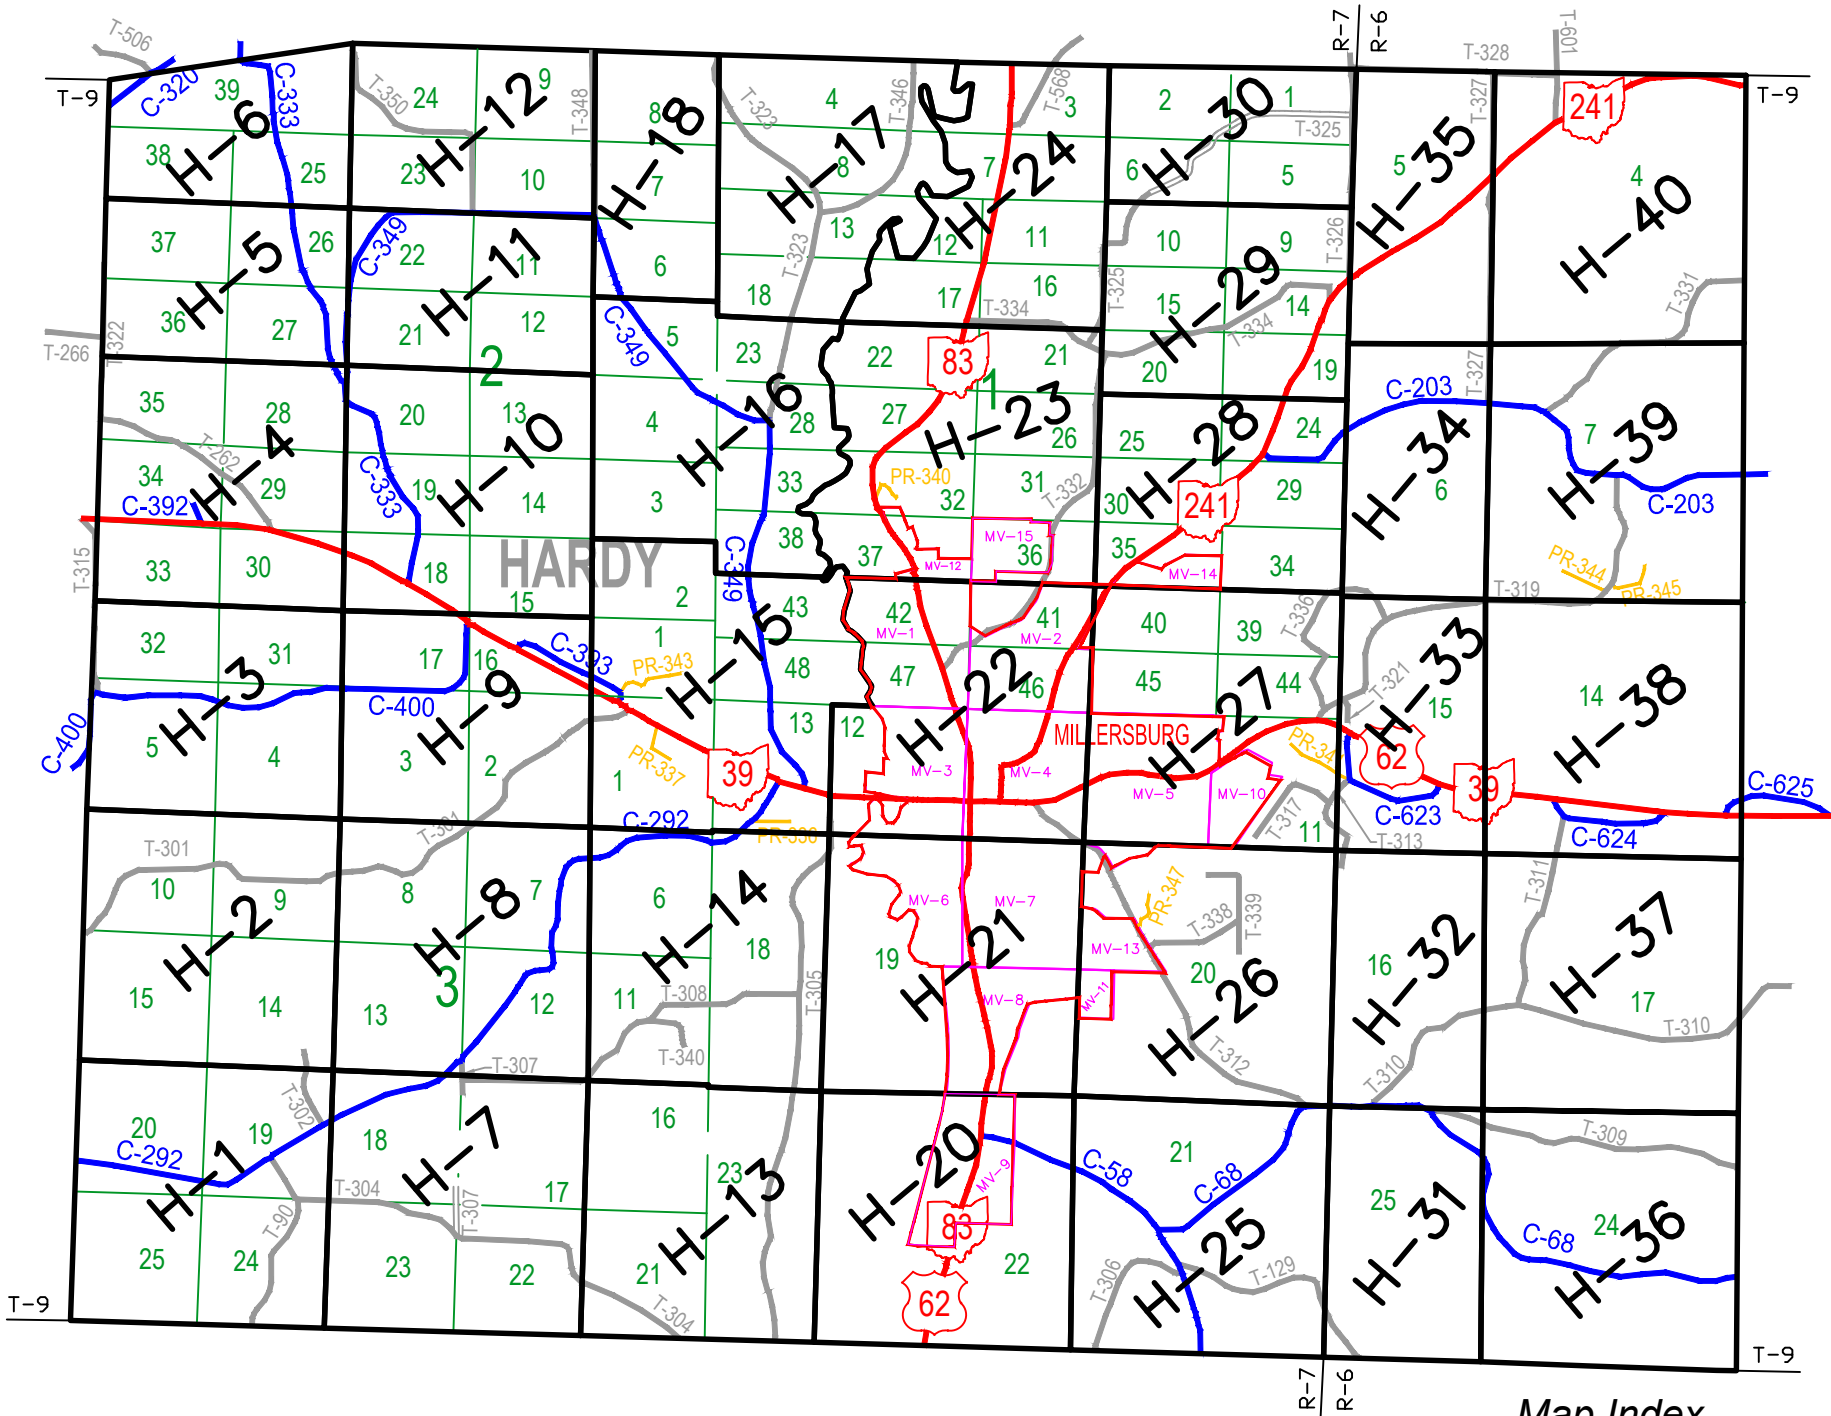 R-7 R-6
T-506
T-9
C-320
39
C-333
T-350
24
H-12
9
T-348
8
H-18
T-323
4
T-346
T-568
3
2
1
H-30
T-325
T-328
T-601
T-327
241
T-9
38
H-6
25
23
10
7
8
H-17
7
H-24
6
5
5
H-35
4
H-40
37
26
C-349
22
11
H-11
6
13
12
11
10
9
T-326
H-5
T-323
18
17
16
T-325
15
H-29
14
T-331
36
27
21
12
C-349
5
T-334
T-334
T-266
T-322
2
23
22
83
21
20
19
T-327
C-203
35
28
20
13
4
H-16
28
27
1
H-23
26
25
H-28
24
H-34
7
H-39
T-262
H-4
34
29
C-333
19
H-10
14
3
33
PR-340
32
31
T-332
30
241
29
6
C-203
C-392
HARDY
38
37
MV-12
MV-15
36
35
MV-14
34
T-315
33
30
18
15
2
C-349
43
42
MV-1
41
MV-2
40
39
T-336
T-319
PR-344
PR-345
32
31
17
16
C-393
1
H-15
48
47
H-22
46
45
44
T-321
H-33
15
14
H-38
H-3
C-400
C-400
H-9
PR-343
PR-337
13
12
MILLERSBURG
H-27
PR-34
62
5
4
3
2
1
39
MV-3
MV-4
MV-5
MV-10
T-317
11
C-623
T-313
39
C-625
C-624
T-301
C-292
PR-338
T-301
10
9
8
7
6
H-14
18
T-305
MV-6
MV-7
PR-347
T-338
T-339
T-311
H-2
H-8
3
19
H-21
MV-13
20
H-26
16
H-32
H-37
17
15
14
13
12
11
T-308
T-340
MV-8
MV-11
T-312
T-310
T-310
T-307
20
C-292
19
H-1
T-302
18
H-7
16
23
H-13
H-20
MV-9
C-58
21
C-68
T-309
T-304
T-90
T-307
17
83
25
H-31
24
C-68
H-36
25
24
23
22
21
T-304
62
22
T-306
H-25
T-129
T-9
T-9
R-7 R-6
Map Index